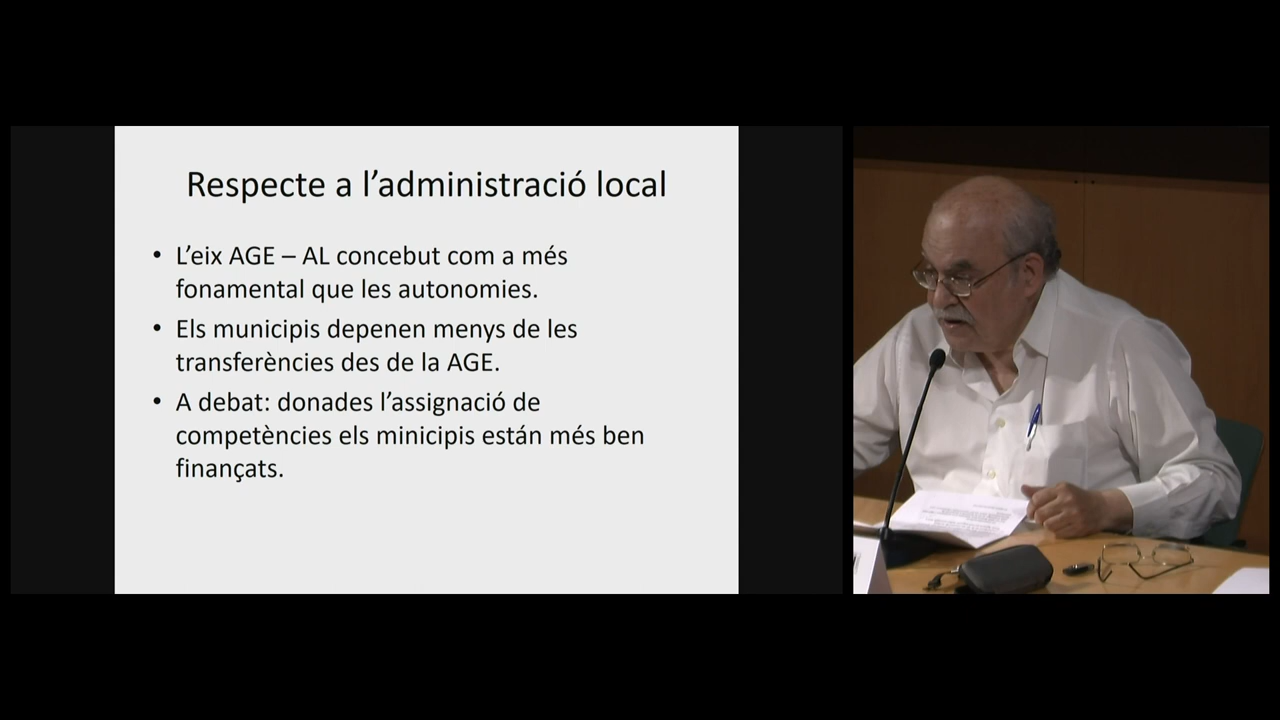 Respecte a l’administració local
• L’eix AGE – AL concebut com a més
fonamental que les autonomies.
• Els municipis depenen menys de les
transferències des de la AGE.
• A debat: donades l’assignació de
competències els minicipis están més ben
finançats.